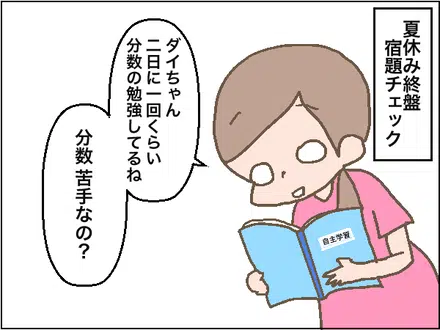 夏休み終盤
宿題チェック
ダイちゃん
二日に一回くらい
分数の勉強してるね
分数 苦手なの？
自主学習